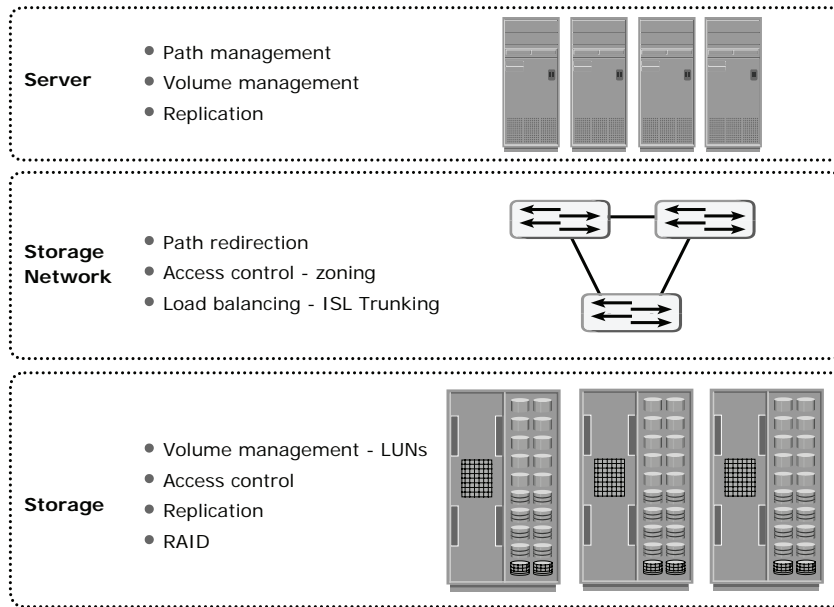 Server
• Path management
• Volume management
• Replication
Storage
Network
• Path redirection
• Access control - zoning
• Load balancing - ISL Trunking
Storage
• Volume management - LUNs
• Access control
• Replication
• RAID